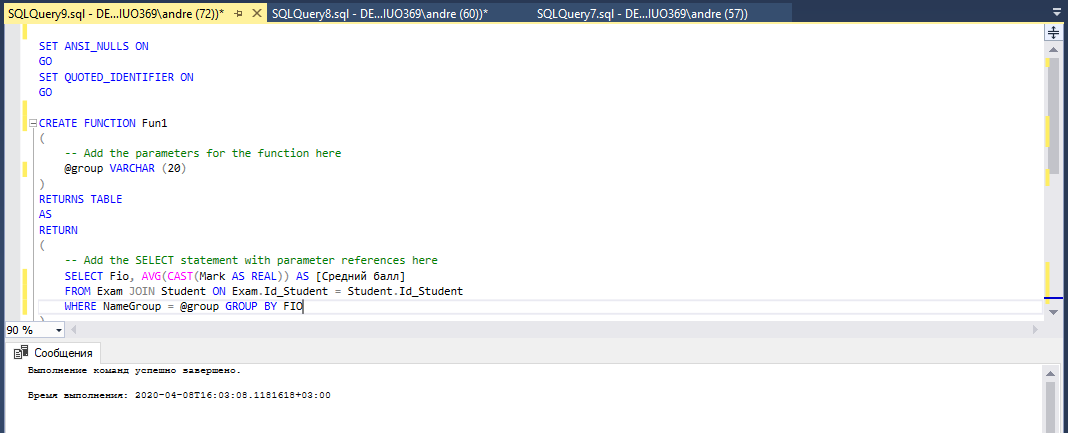 SQLQuery9.sql - DE...IUO369\andre (72))* SQLQuery8.sql - DE...IUO369\andre (60))* SQLQuery7.sql - DE...IUO369\andre (57))
SET ANSI_NULLS ON
GO
SET QUOTED_IDENTIFIER ON
GO
CREATE FUNCTION Fun1
(
-- Add the parameters for the function here
@group VARCHAR (20)
)
RETURNS TABLE
AS
RETURN
(
-- Add the SELECT statement with parameter references here
SELECT Fio, AVG(CAST(Mark AS REAL)) AS [Средний балл]
FROM Exam JOIN Student ON Exam.Id_Student = Student.Id_Student
WHERE NameGroup = @group GROUP BY FIO
)
90 %
Сообщения
Выполнение команд успешно завершено.
Время выполнения: 2020-04-08T16:03:08.1181618+03:00